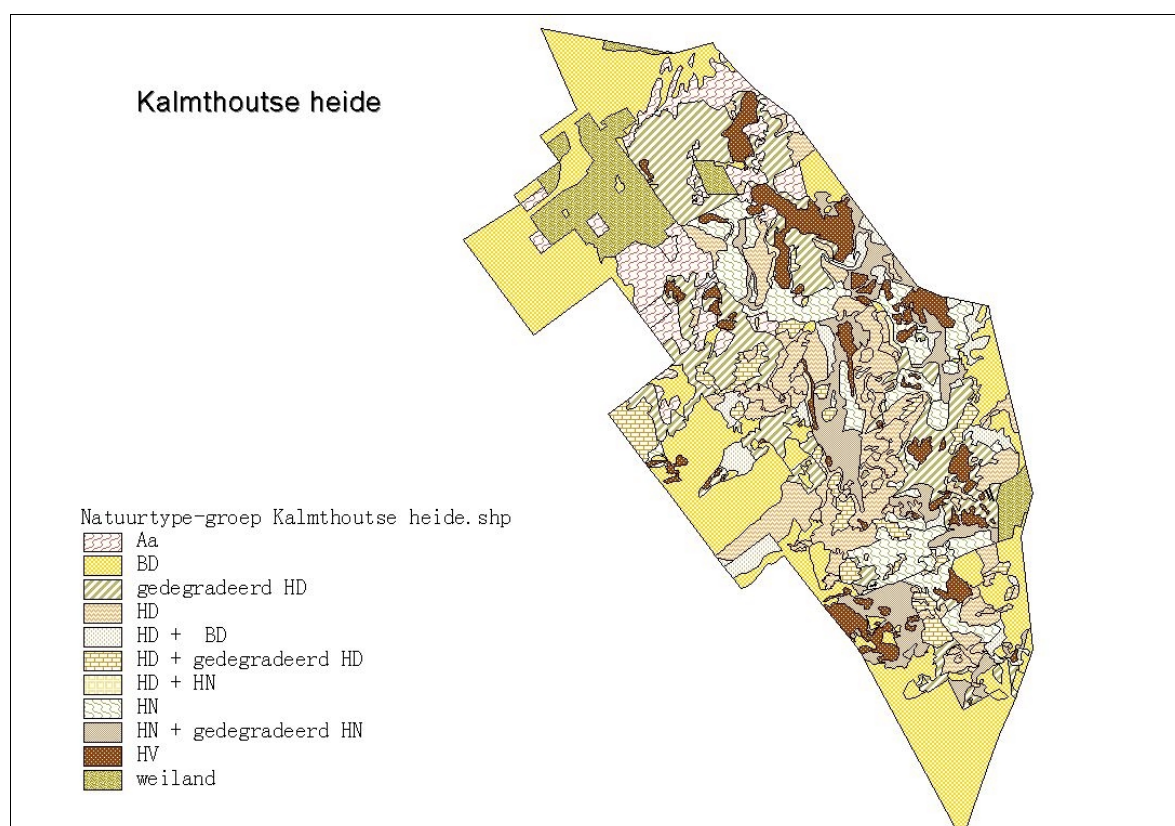 Kalmthoutse heide
Natuurtype-groep Kalmthoutse heide.shp
Aa
BD
gedegradeerd HD
HD
HD + BD
HD + gedegradeerd HD
HD + HN
HN
HN + gedegradeerd HN
HV
weiland